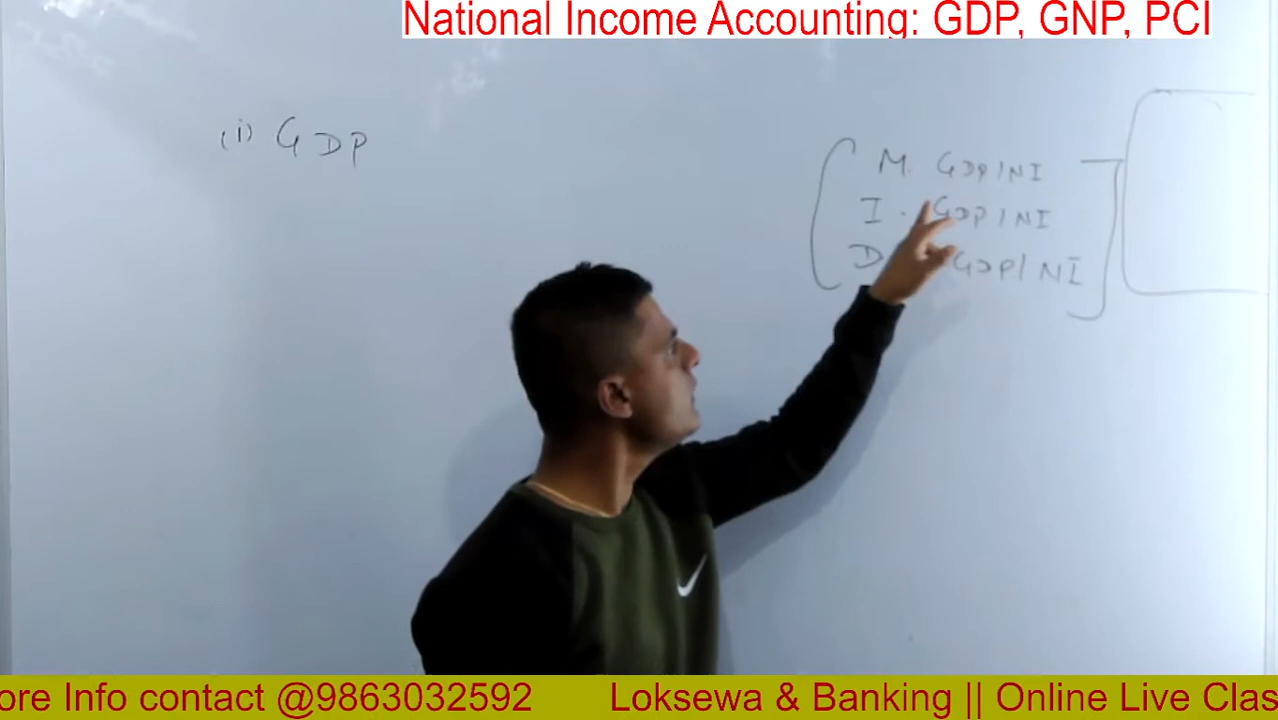 National Income Accounting: GDP, GNP, PCI
(i) GDP
M. GDP/NI
I. GDP/NI
D GDP/NI
ore Info contact @9863032592 Loksewa & Banking || Online Live Clas